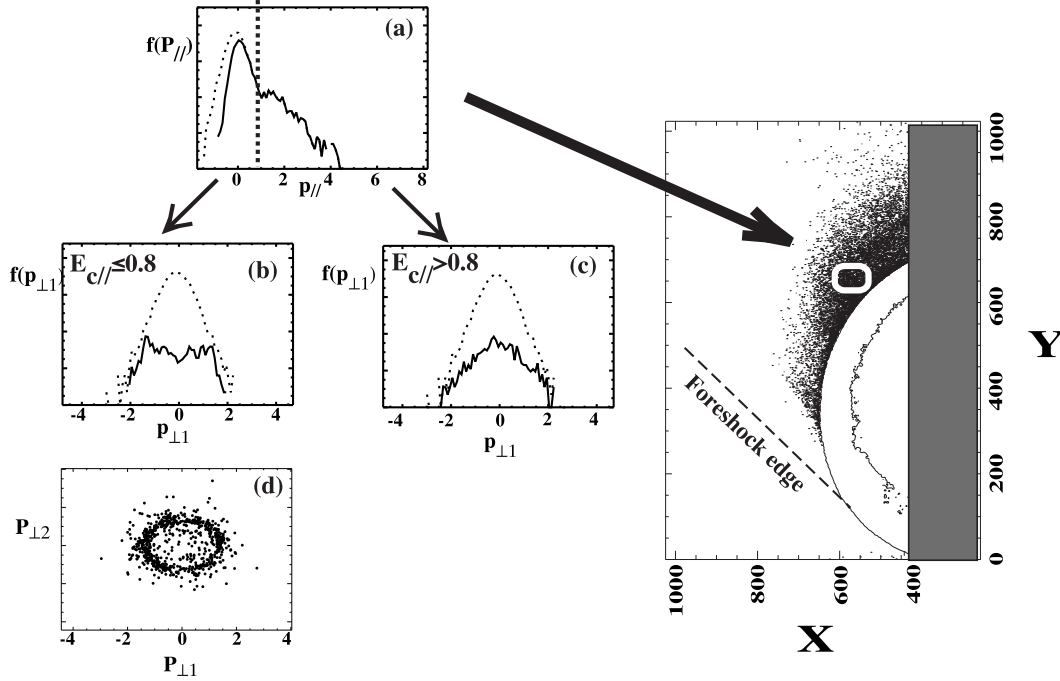 (a)
f(P//)
0 2 4 6 8
p//
(b)
Ec//≤0.8
f(p⊥1)
-4 -2 0 2 4
p⊥1
(c)
Ec//>0.8
f(p⊥1)
-4 -2 0 2 4
p⊥1
(d)
P⊥2
-4 -2 0 2 4
P⊥1
Foreshock edge
1000 800 600 400
X
0 200 400 600 800 1000
Y